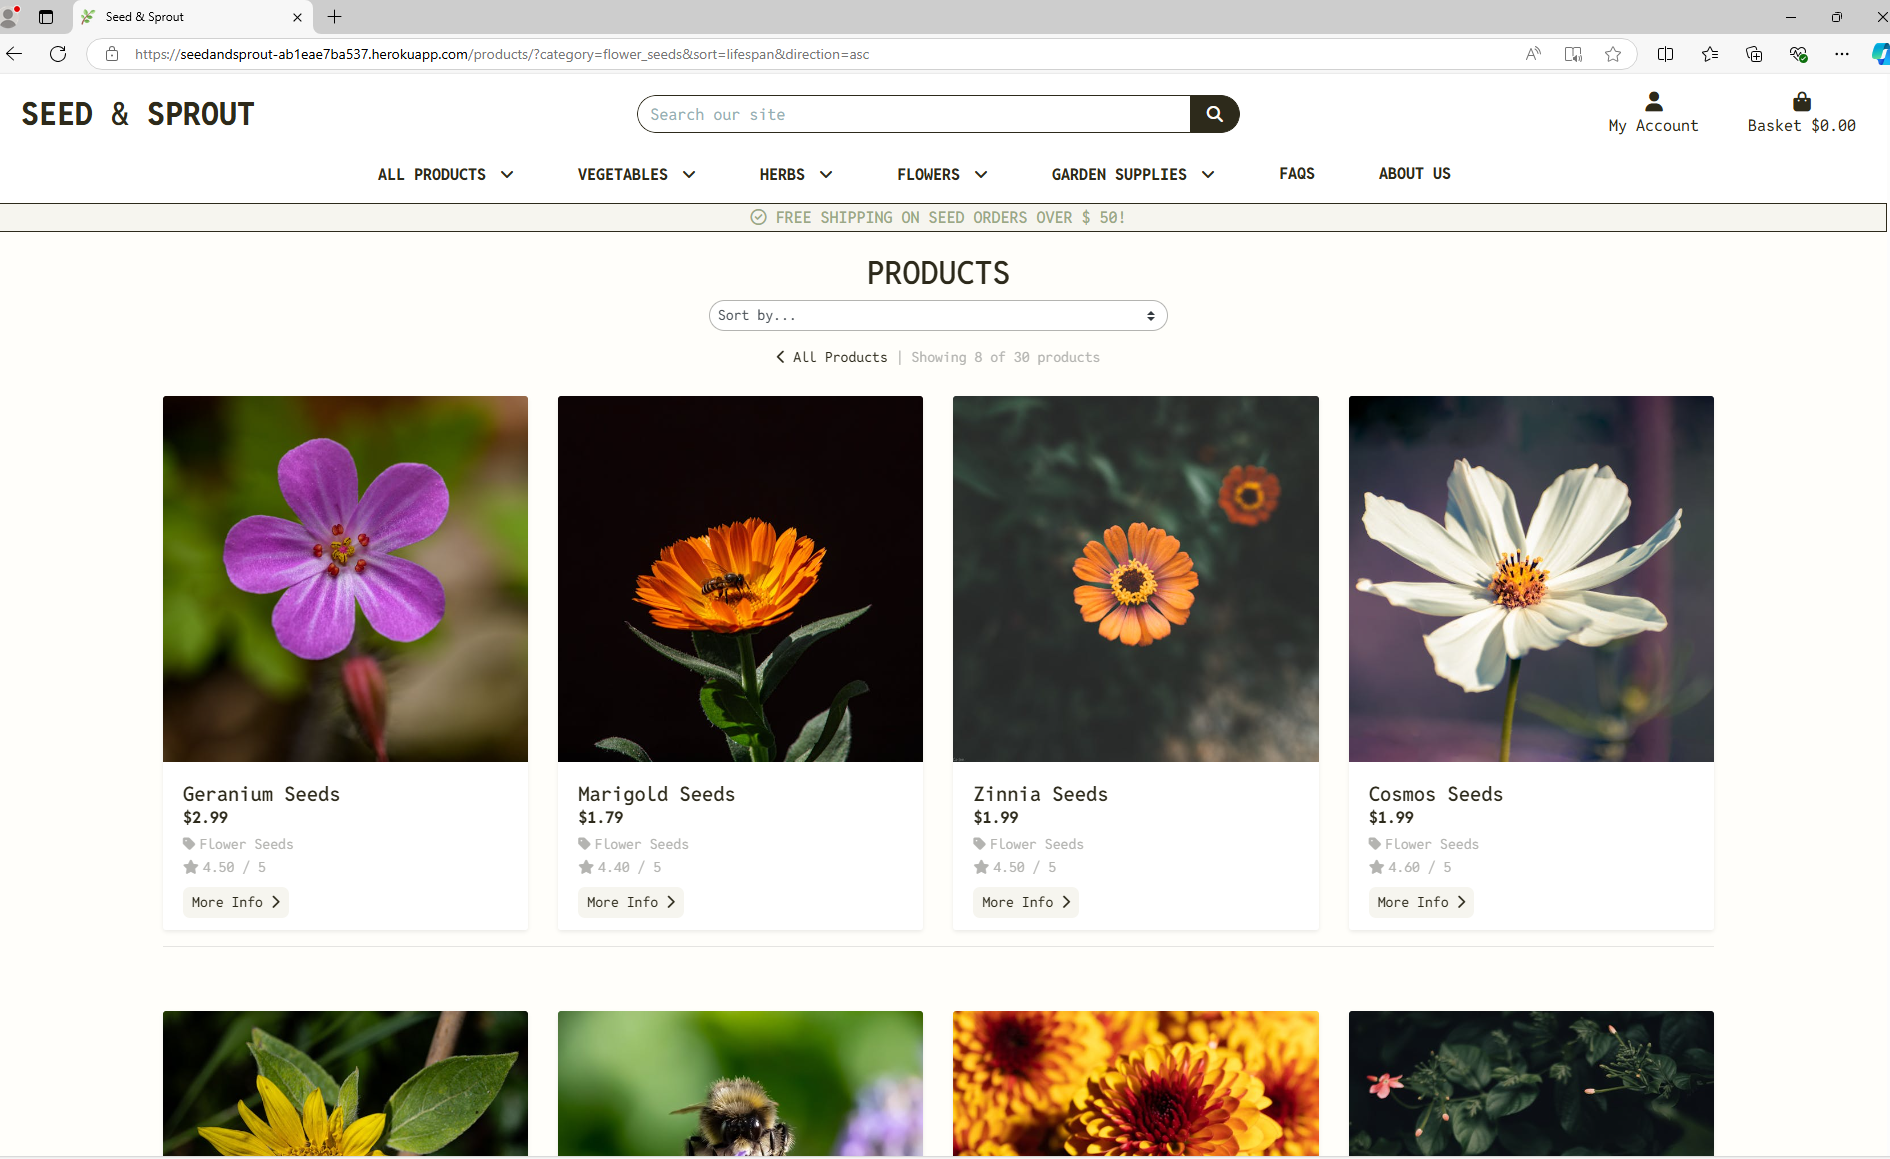 Seed & Sprout
https://seedandsprout-ab1eae7ba537.herokuapp.com/products/?category=flower_seeds&sort=lifespan&direction=asc
SEED & SPROUT
Search our site
My Account
Basket $0.00
ALL PRODUCTS
VEGETABLES
HERBS
FLOWERS
GARDEN SUPPLIES
FAQS
ABOUT US
FREE SHIPPING ON SEED ORDERS OVER $ 50!
PRODUCTS
Sort by...
All Products | Showing 8 of 30 products
Geranium Seeds
$2.99
Flower Seeds
4.50 / 5
More Info
Marigold Seeds
$1.79
Flower Seeds
4.40 / 5
More Info
Zinnia Seeds
$1.99
Flower Seeds
4.50 / 5
More Info
Cosmos Seeds
$1.99
Flower Seeds
4.60 / 5
More Info